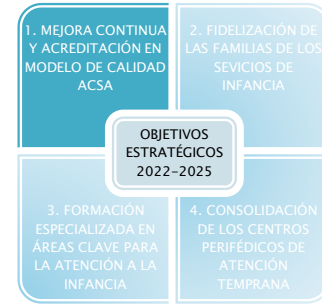 1. MEJORA CONTINUA
Y ACREDITACIÓN EN
MODELO DE CALIDAD
ACSA
2. FIDELIZACIÓN DE
LAS FAMILIAS DE LOS
SEVICIOS DE
INFANCIA
OBJETIVOS
ESTRATÉGICOS
2022-2025
3. FORMACIÓN
ESPECIALIZADA EN
ÁREAS CLAVE PARA
LA ATENCIÓN A LA
INFANCIA
4. CONSOLIDACIÓN
DE LOS CENTROS
PERIFÉDICOS DE
ATENCIÓN
TEMPRANA